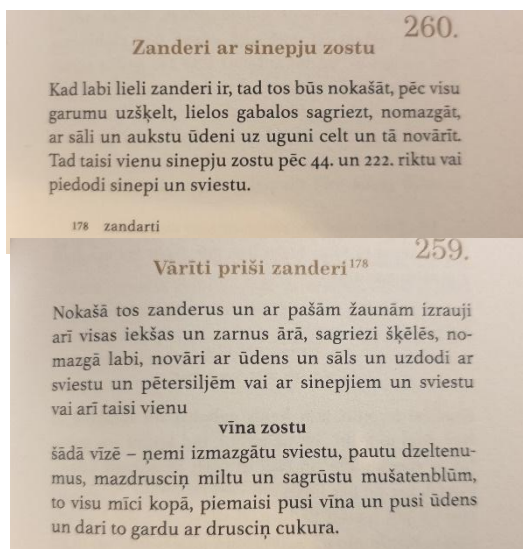 260.
Zanderi ar sinepju zostu
Kad labi lieli zanderi ir, tad tos būs nokašāt, pēc visu
garumu uzšķelt, lielos gabalos sagriezt, nomazgāt,
ar sāli un aukstu ūdeni uz uguni celt un tā novārīt.
Tad taisi vienu sinepju zostu pēc 44. un 222. riktu vai
piedodi sinepi un sviestu.
178 zandarti
259.
Vārīti priši zanderi178
Nokašā tos zanderus un ar pašām žaunām izrauji
arī visas iekšas un zarnus ārā, sagriezi šķēlēs, no-
mazgā labi, novāri ar ūdens un sāls un uzdodi ar
sviestu un pētersiljēm vai ar sinepjiem un sviestu
vai arī taisi vienu
vīna zostu
šādā vīzē – ņemi izmazgātu sviestu, pautu dzeltenu-
mus, mazdrusciņ miltu un sagrūstu mušatenblūm,
to visu mīci kopā, piemaisi pusi vīna un pusi ūdens
un dari to gardu ar drusciņ cukura.